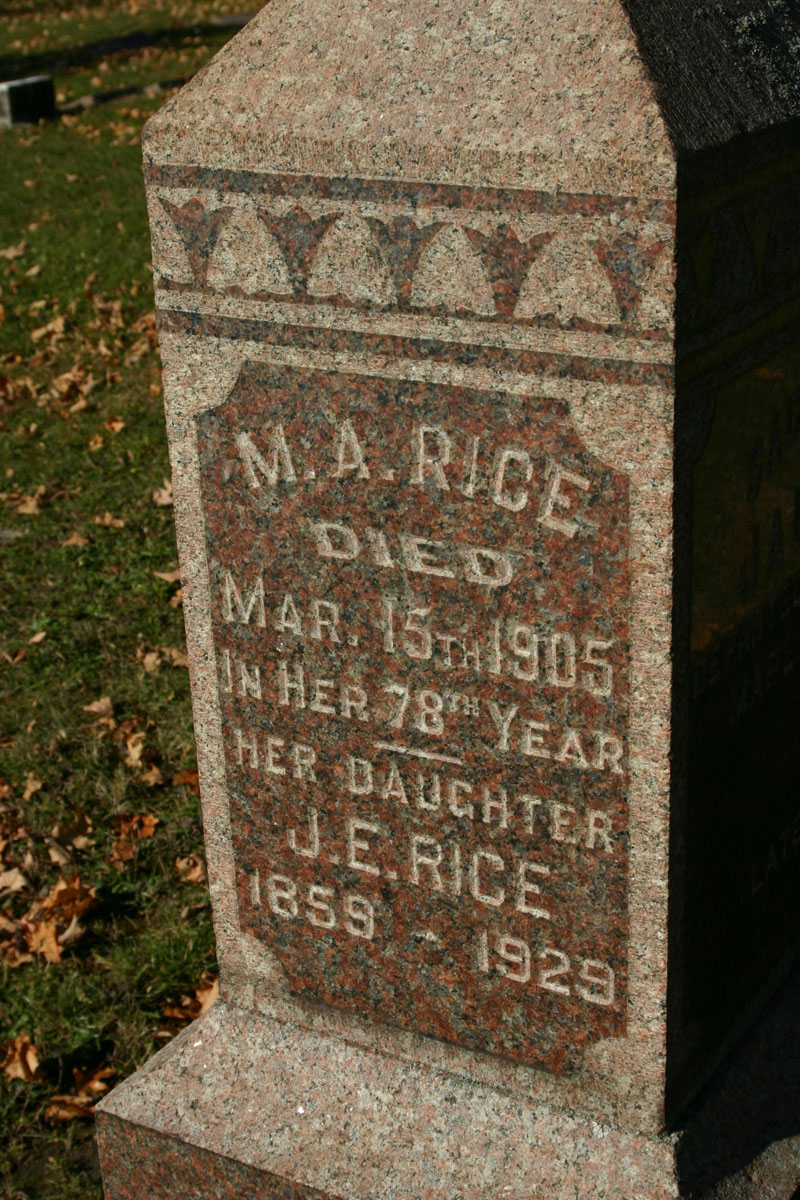 M. A. RICE
DIED
MAR. 15TH 1905
IN HER 78TH YEAR
HER DAUGHTER
J. E. RICE
1859 - 1929